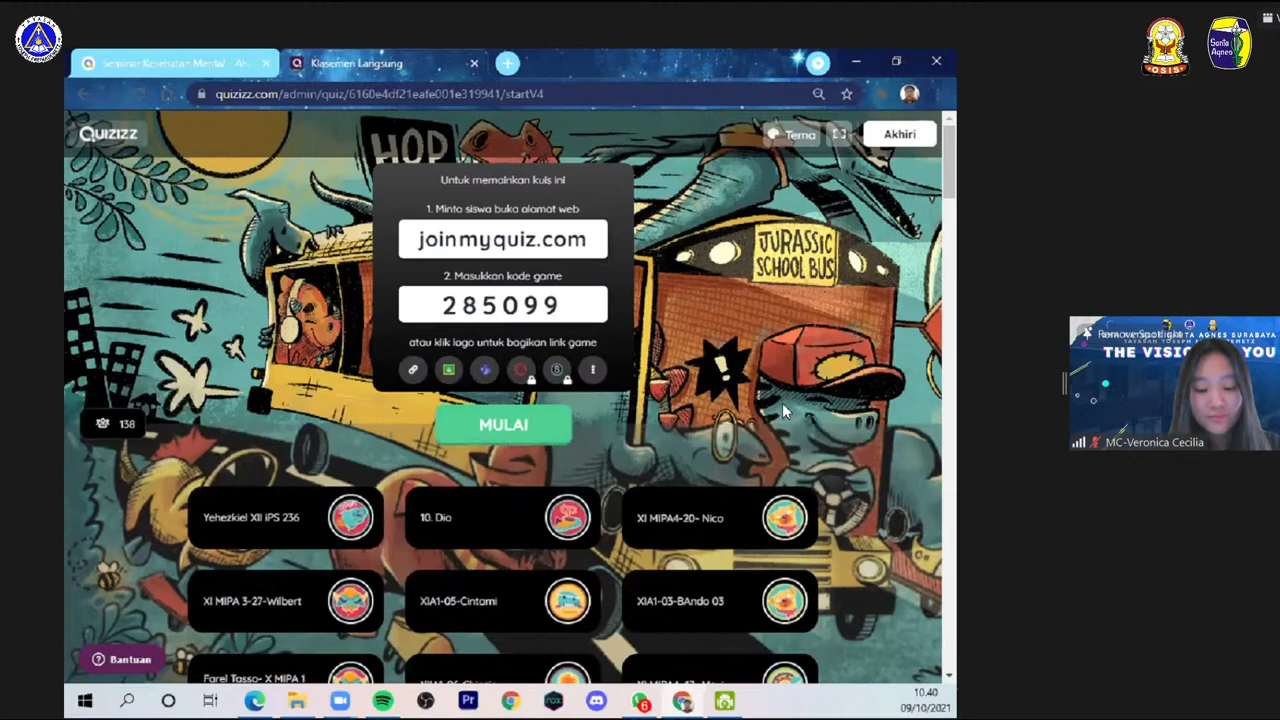 Seminar Kesehatan Mental - An...
Klasemen Langsung
quizizz.com/admin/quiz/6160e4df21eafe001e319941/startV4
QUIZIZZ
HOP
Tema
Akhiri
Untuk memainkan kuis ini
1. Minta siswa buka alamat web
joinmyquiz.com
2. Masukkan kode game
285099
atau klik logo untuk bagikan link game
JURASSIC
SCHOOL BUS
138
MULAI
Yehezkiel XII iPS 236
10. Dio
XI MIPA4-20- Nico
XI MIPA 3-27-Wilbert
XIA1-05-Cintami
XIA1-03-BAndo 03
Farel Tasso- X MIPA 1
Bantuan
Pr
nox
6
10.40
09/10/2021
OSIS
Santa
Agnes
THE VISION
YOU
MC-Veronica Cecilia